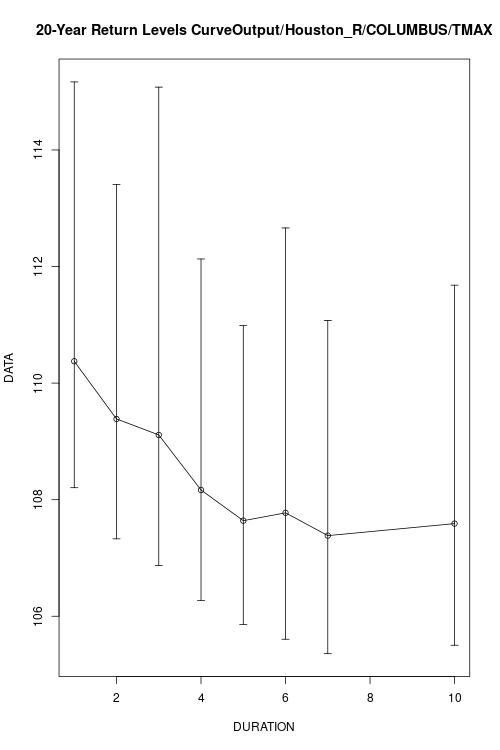 20-Year Return Levels CurveOutput/Houston_R/COLUMBUS/TMAX
DATA
114
112
110
108
106
2 4 6 8 10
DURATION